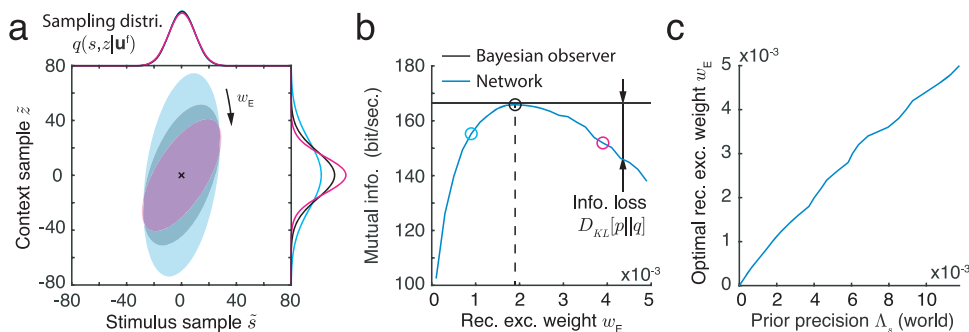 a
Sampling distri.
q(s,z|uᶠ)
80
40
0
-40
-80
-80
-40
0
40
80
Context sample z̃
Stimulus sample s̃
w_E
b
Bayesian observer
Network
180
160
140
120
100
Mutual info. (bit/sec.)
Info. loss
D_KL[p||q]
x10⁻³
0
1
2
3
4
5
Rec. exc. weight w_E
c
x10⁻³
5
4
3
2
1
0
Optimal rec. exc. weight w_E
x10⁻³
0
2
4
6
8
10
Prior precision Λ_s (world)